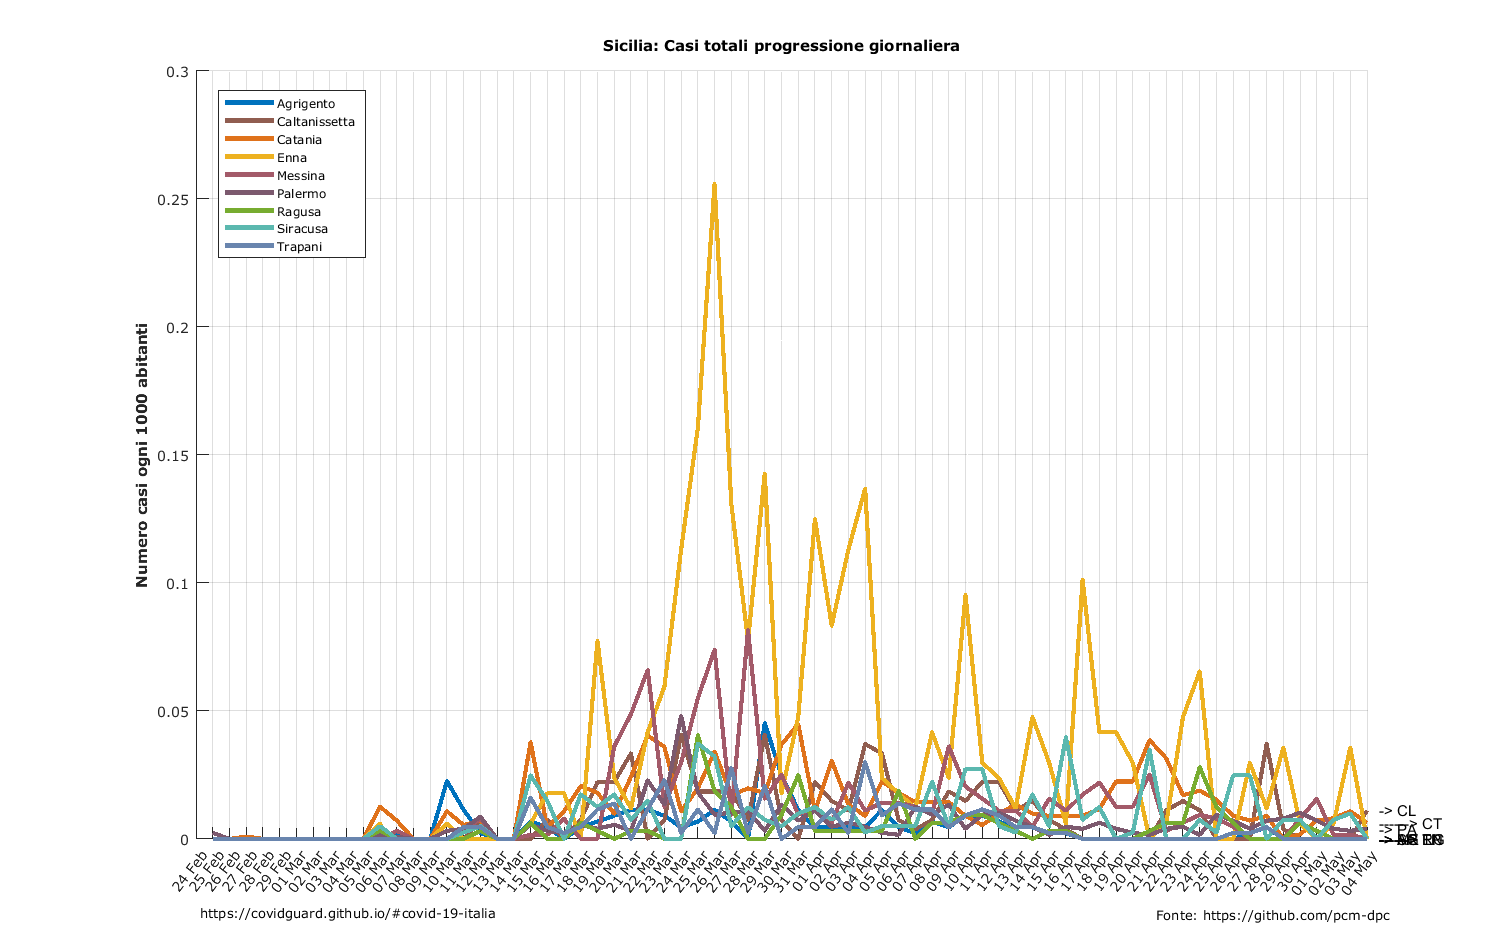 Sicilia: Casi totali progressione giornaliera
Numero casi ogni 1000 abitanti
0.3
0.25
0.2
0.15
0.1
0.05
0
Agrigento
Caltanissetta
Catania
Enna
Messina
Palermo
Ragusa
Siracusa
Trapani
-> CL
CT
PA
24 Feb
25 Feb
26 Feb
27 Feb
28 Feb
29 Feb
01 Mar
02 Mar
03 Mar
04 Mar
05 Mar
06 Mar
07 Mar
08 Mar
09 Mar
10 Mar
11 Mar
12 Mar
13 Mar
14 Mar
15 Mar
16 Mar
17 Mar
18 Mar
19 Mar
20 Mar
21 Mar
22 Mar
23 Mar
24 Mar
25 Mar
26 Mar
27 Mar
28 Mar
29 Mar
30 Mar
31 Mar
01 Apr
02 Apr
03 Apr
04 Apr
05 Apr
06 Apr
07 Apr
08 Apr
09 Apr
10 Apr
11 Apr
12 Apr
13 Apr
14 Apr
15 Apr
16 Apr
17 Apr
18 Apr
19 Apr
20 Apr
21 Apr
22 Apr
23 Apr
24 Apr
25 Apr
26 Apr
27 Apr
28 Apr
29 Apr
30 Apr
01 May
02 May
03 May
04 May
https://covidguard.github.io/#covid-19-italia
Fonte: https://github.com/pcm-dpc